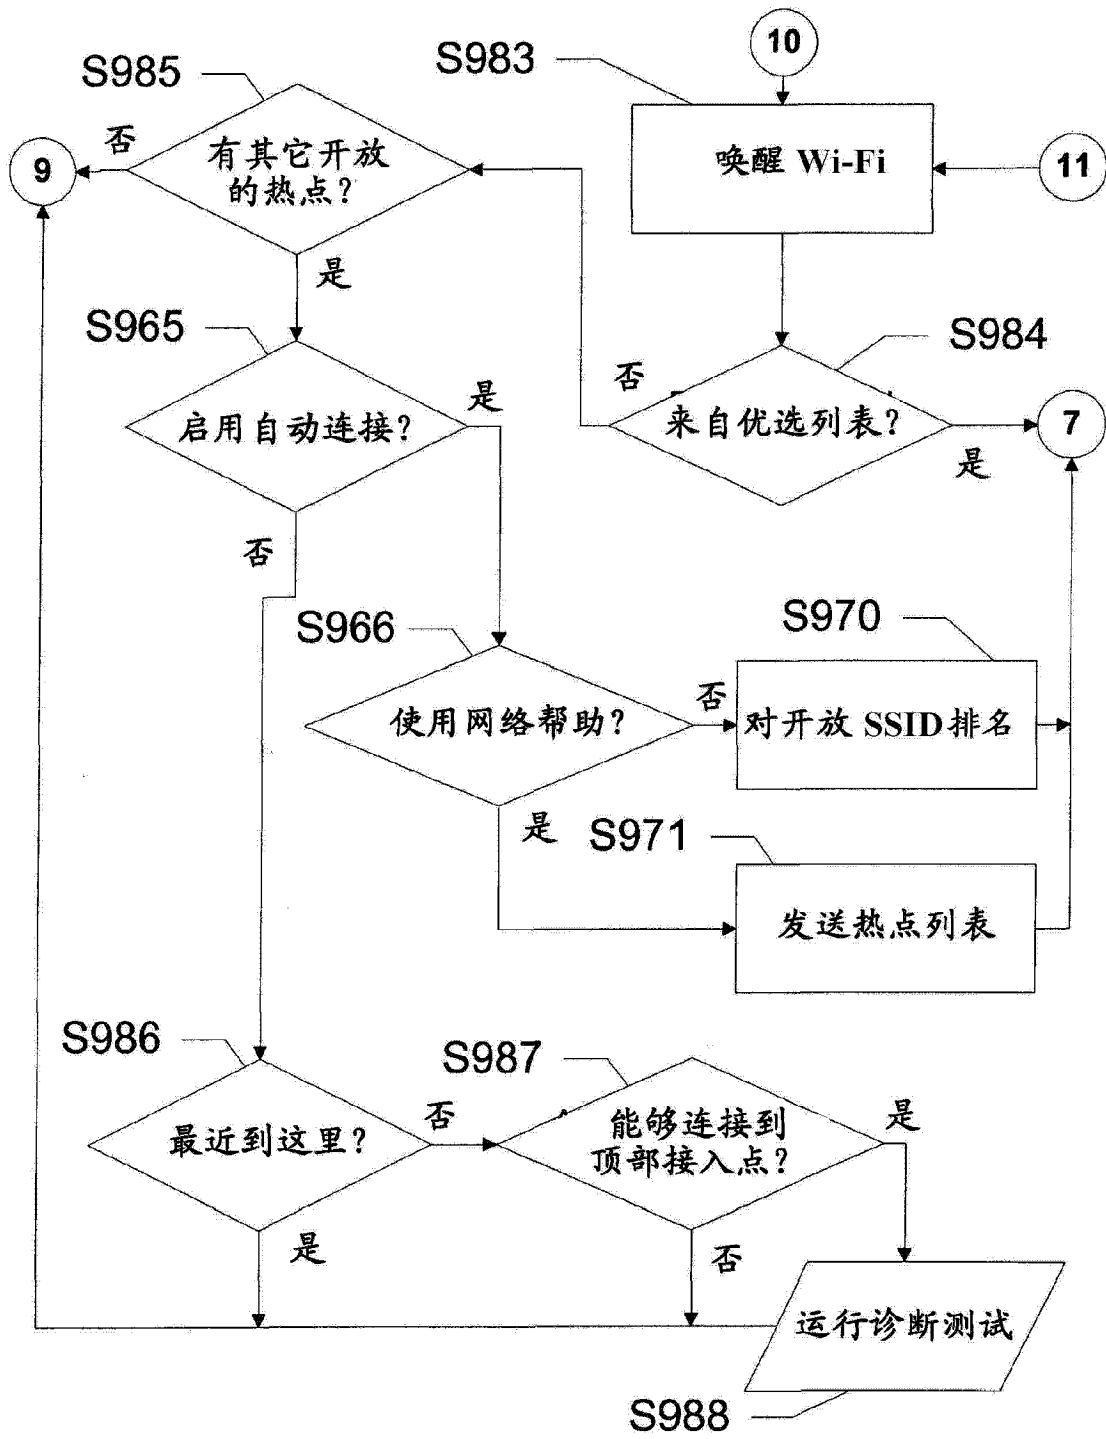 10
S985
S983
否
有其它开放
的热点?
9
唤醒 Wi-Fi
11
是
S965
S984
否
是
启用自动连接?
来自优选列表?
7
是
否
S966
S970
否
使用网络帮助?
对开放 SSID 排名
是
S971
发送热点列表
S986
S987
否
是
最近到这里?
能够连接到
顶部接入点?
是
否
运行诊断测试
S988